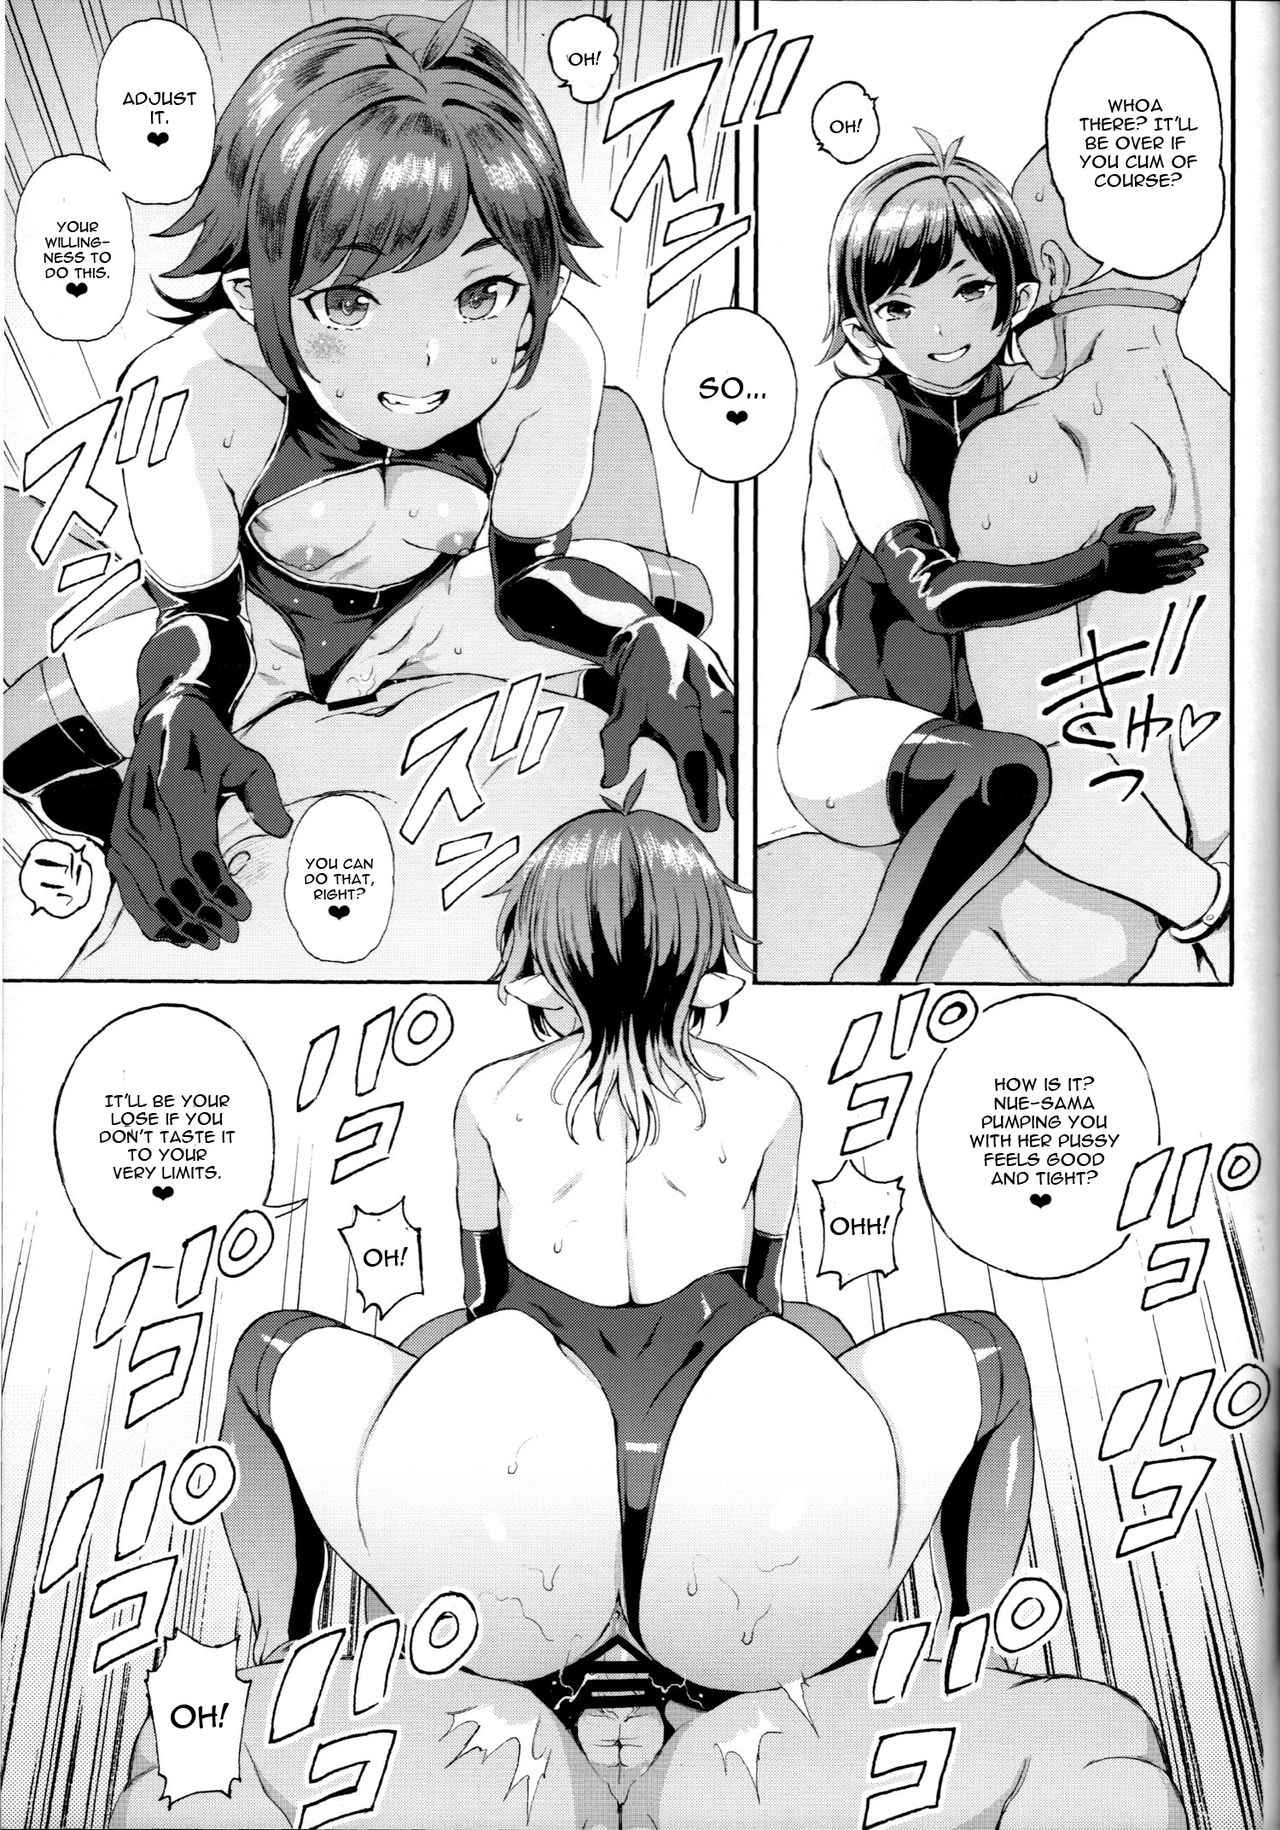 WHOA
THERE? IT'LL
BE OVER IF
YOU CUM OF
COURSE?
OH!
ぎゅっ♡
SO...
♥
OH!
ADJUST
IT.
♥
YOUR
WILLING-
NESS TO
DO THIS.
♥
YOU CAN
DO THAT,
RIGHT?
♥
ズン
ズン
ズン
HOW IS IT?
NUE-SAMA
PUMPING YOU
WITH HER PUSSY
FEELS GOOD
AND TIGHT?
♥
OHH!
IT'LL BE YOUR
LOSE IF YOU
DON'T TASTE IT
TO YOUR
VERY LIMITS.
♥
OH!
OH!
パコ
パコ
パコ
パコ
パコ
パコ
パコ
パコ